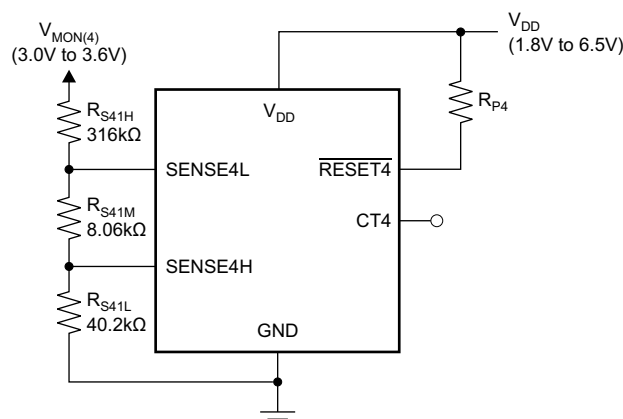 VMON(4)
(3.0V to 3.6V)
VDD
(1.8V to 6.5V)
RS41H
316kΩ
VDD
RP4
SENSE4L
RESET4
RS41M
8.06kΩ
CT4
SENSE4H
RS41L
40.2kΩ
GND